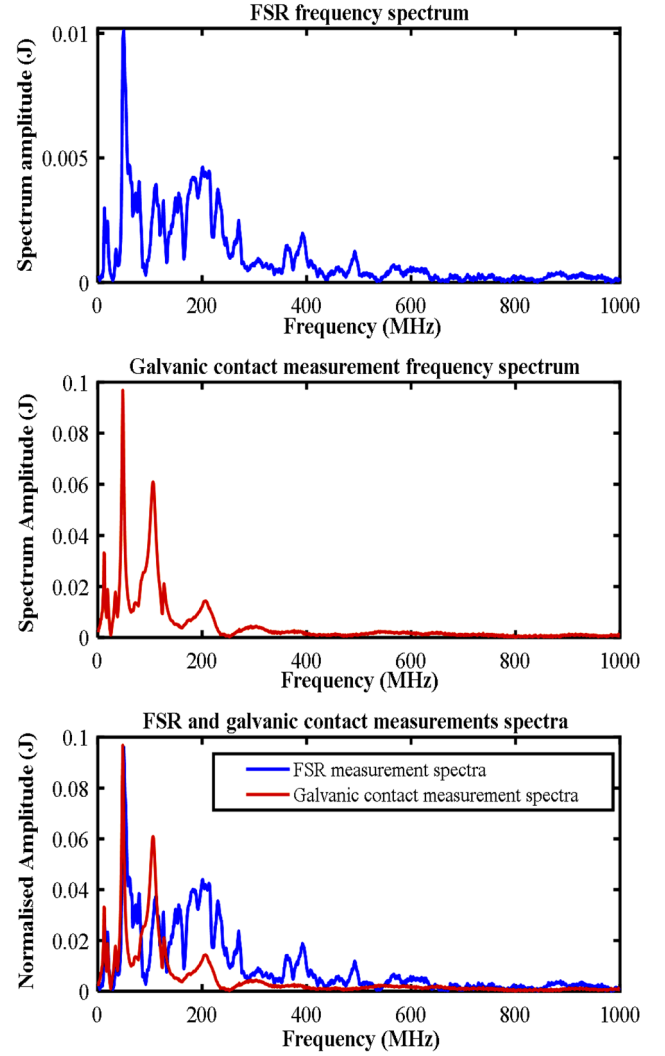 FSR frequency spectrum
Spectrum amplitude (J)
0.01
0.005
0
0 200 400 600 800 1000
Frequency (MHz)
Galvanic contact measurement frequency spectrum
Spectrum Amplitude (J)
0.1
0.08
0.06
0.04
0.02
0
0 200 400 600 800 1000
Frequency (MHz)
FSR and galvanic contact measurements spectra
Normalised Amplitude (J)
0.1
0.08
0.06
0.04
0.02
0
FSR measurement spectra
Galvanic contact measurement spectra
0 200 400 600 800 1000
Frequency (MHz)